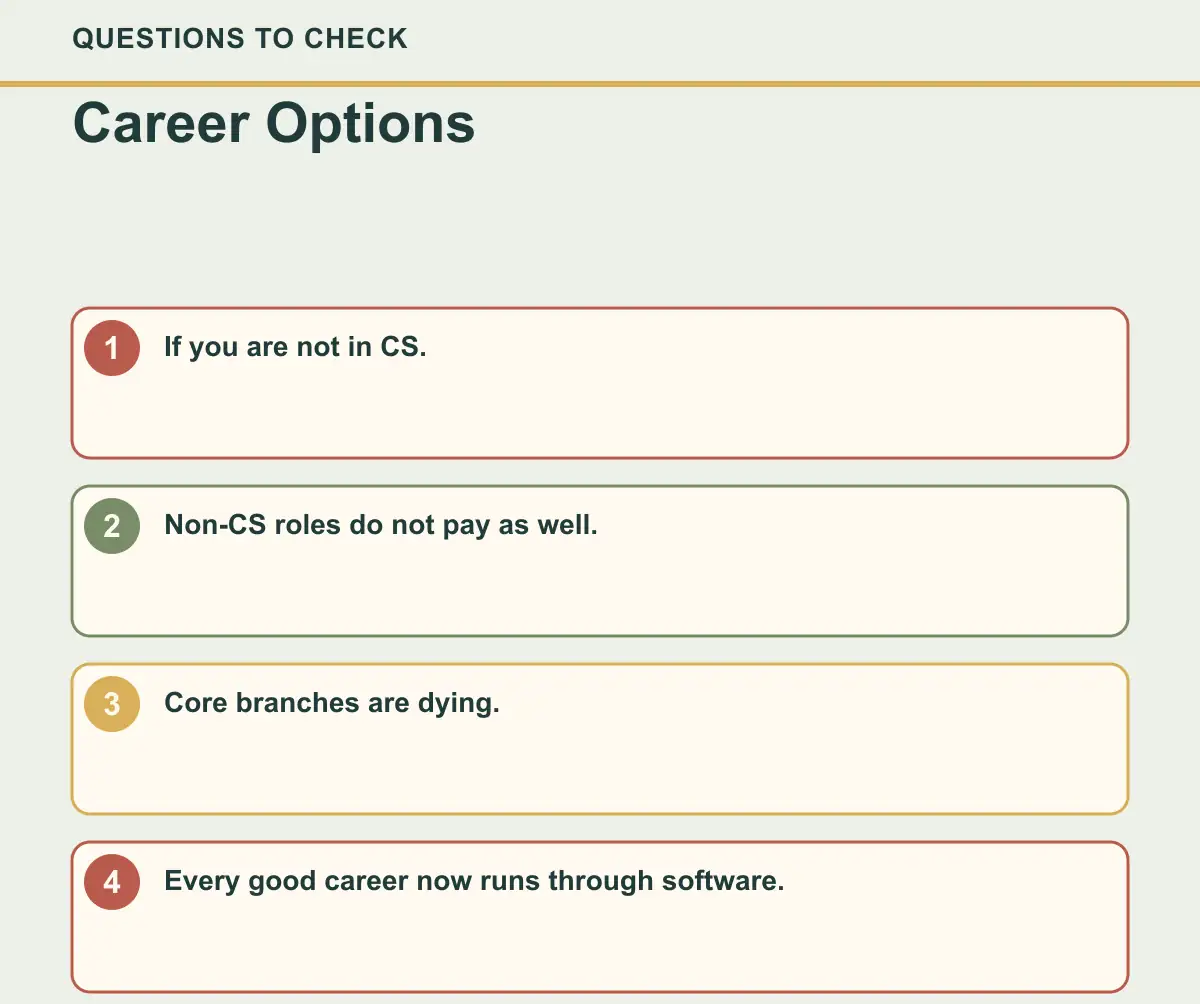 QUESTIONS TO CHECK
Career Options
1 If you are not in CS.
2 Non-CS roles do not pay as well.
3 Core branches are dying.
4 Every good career now runs through software.